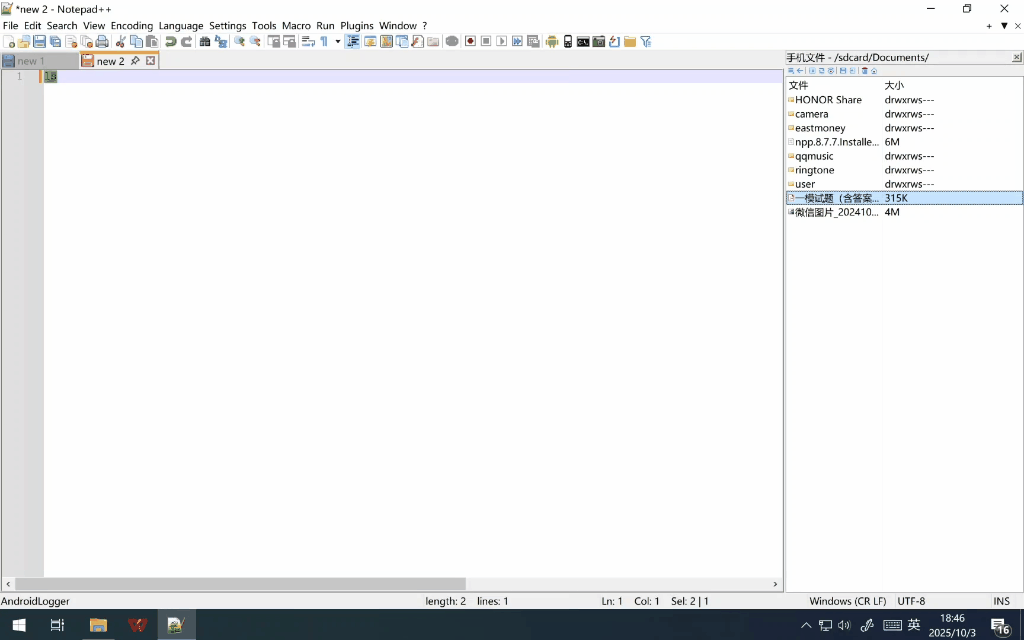 *new 2 - Notepad++
File Edit Search View Encoding Language Settings Tools Macro Run Plugins Window ?
new 1
new 2
手机文件 - /sdcard/Documents/
1
文件 大小
HONOR Share drwxrws---
camera drwxrws---
eastmoney drwxrws---
npp.8.7.7.Installe... 6M
qqmusic drwxrws---
ringtone drwxrws---
user drwxrws---
一模试题（含答案... 315K
微信图片_202410... 4M
AndroidLogger
length: 2 lines: 1
Ln: 1 Col: 1 Sel: 2 | 1
Windows (CR LF)
UTF-8
INS
英
18:46
2025/10/3
16